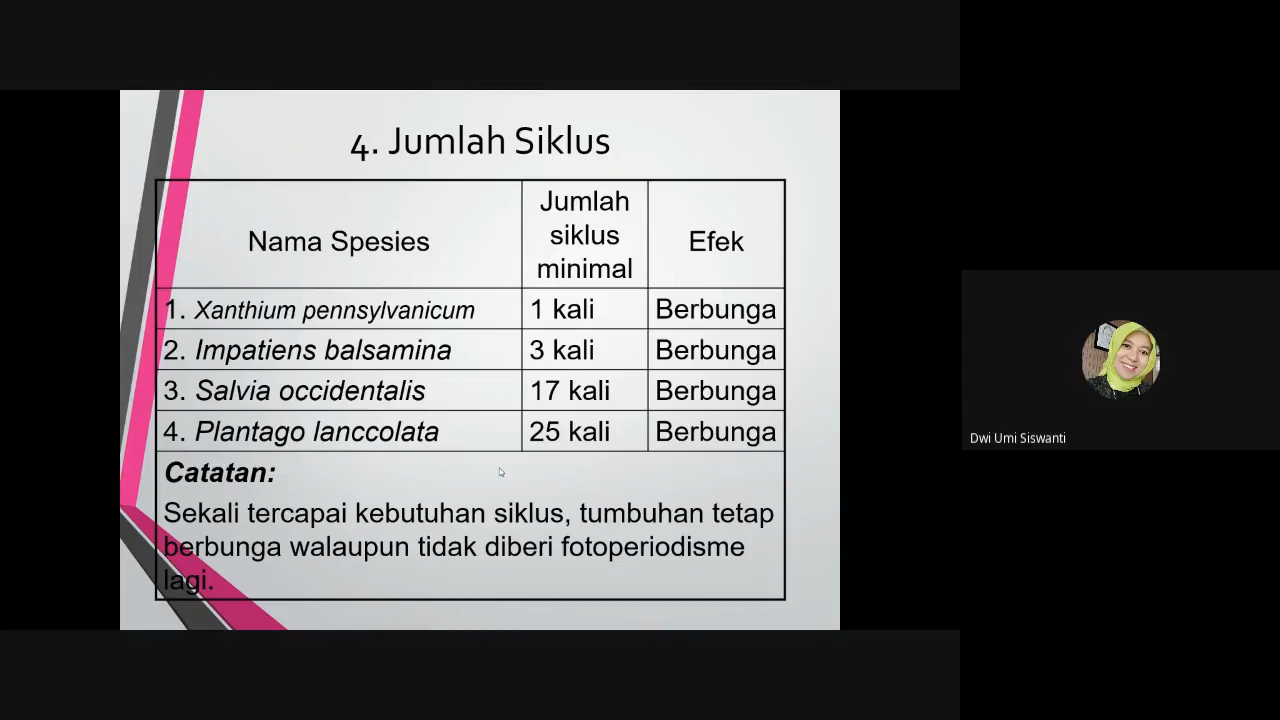 4. Jumlah Siklus
Nama Spesies
Jumlah
siklus
minimal
Efek
1. Xanthium pennsylvanicum 1 kali Berbunga
2. Impatiens balsamina 3 kali Berbunga
3. Salvia occidentalis 17 kali Berbunga
4. Plantago lanccolata 25 kali Berbunga
Catatan:
Sekali tercapai kebutuhan siklus, tumbuhan tetap
berbunga walaupun tidak diberi fotoperiodisme
lagi.
Dwi Umi Siswanti